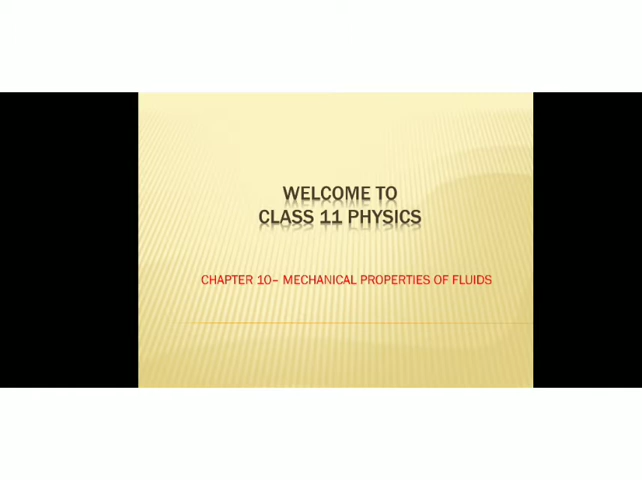 WELCOME TO
CLASS 11 PHYSICS
CHAPTER 10– MECHANICAL PROPERTIES OF FLUIDS